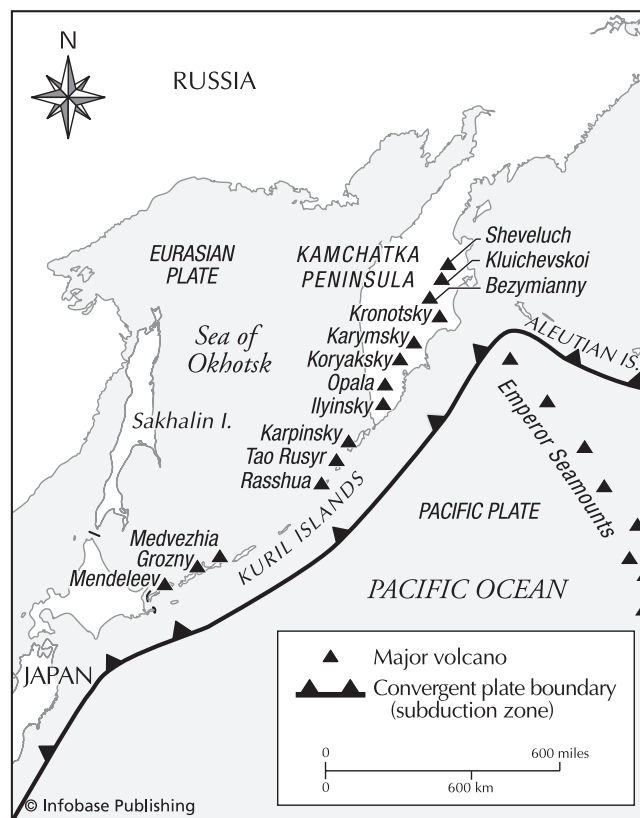 N
RUSSIA
EURASIAN
PLATE
KAMCHATKA
PENINSULA
Sheveluch
Kluichevskoi
Bezymianny
Kronotsky
Karymsky
Koryaksky
Opala
Ilyinsky
Sea of
Okhotsk
ALEUTIAN IS.
Sakhalin I.
Karpinsky
Tao Rusyr
Rasshua
Emperor Seamounts
KURIL ISLANDS
PACIFIC PLATE
Medvezhia
Grozny
Mendeleev
PACIFIC OCEAN
JAPAN
Major volcano
Convergent plate boundary
(subduction zone)
0 600 miles
0 600 km
© Infobase Publishing